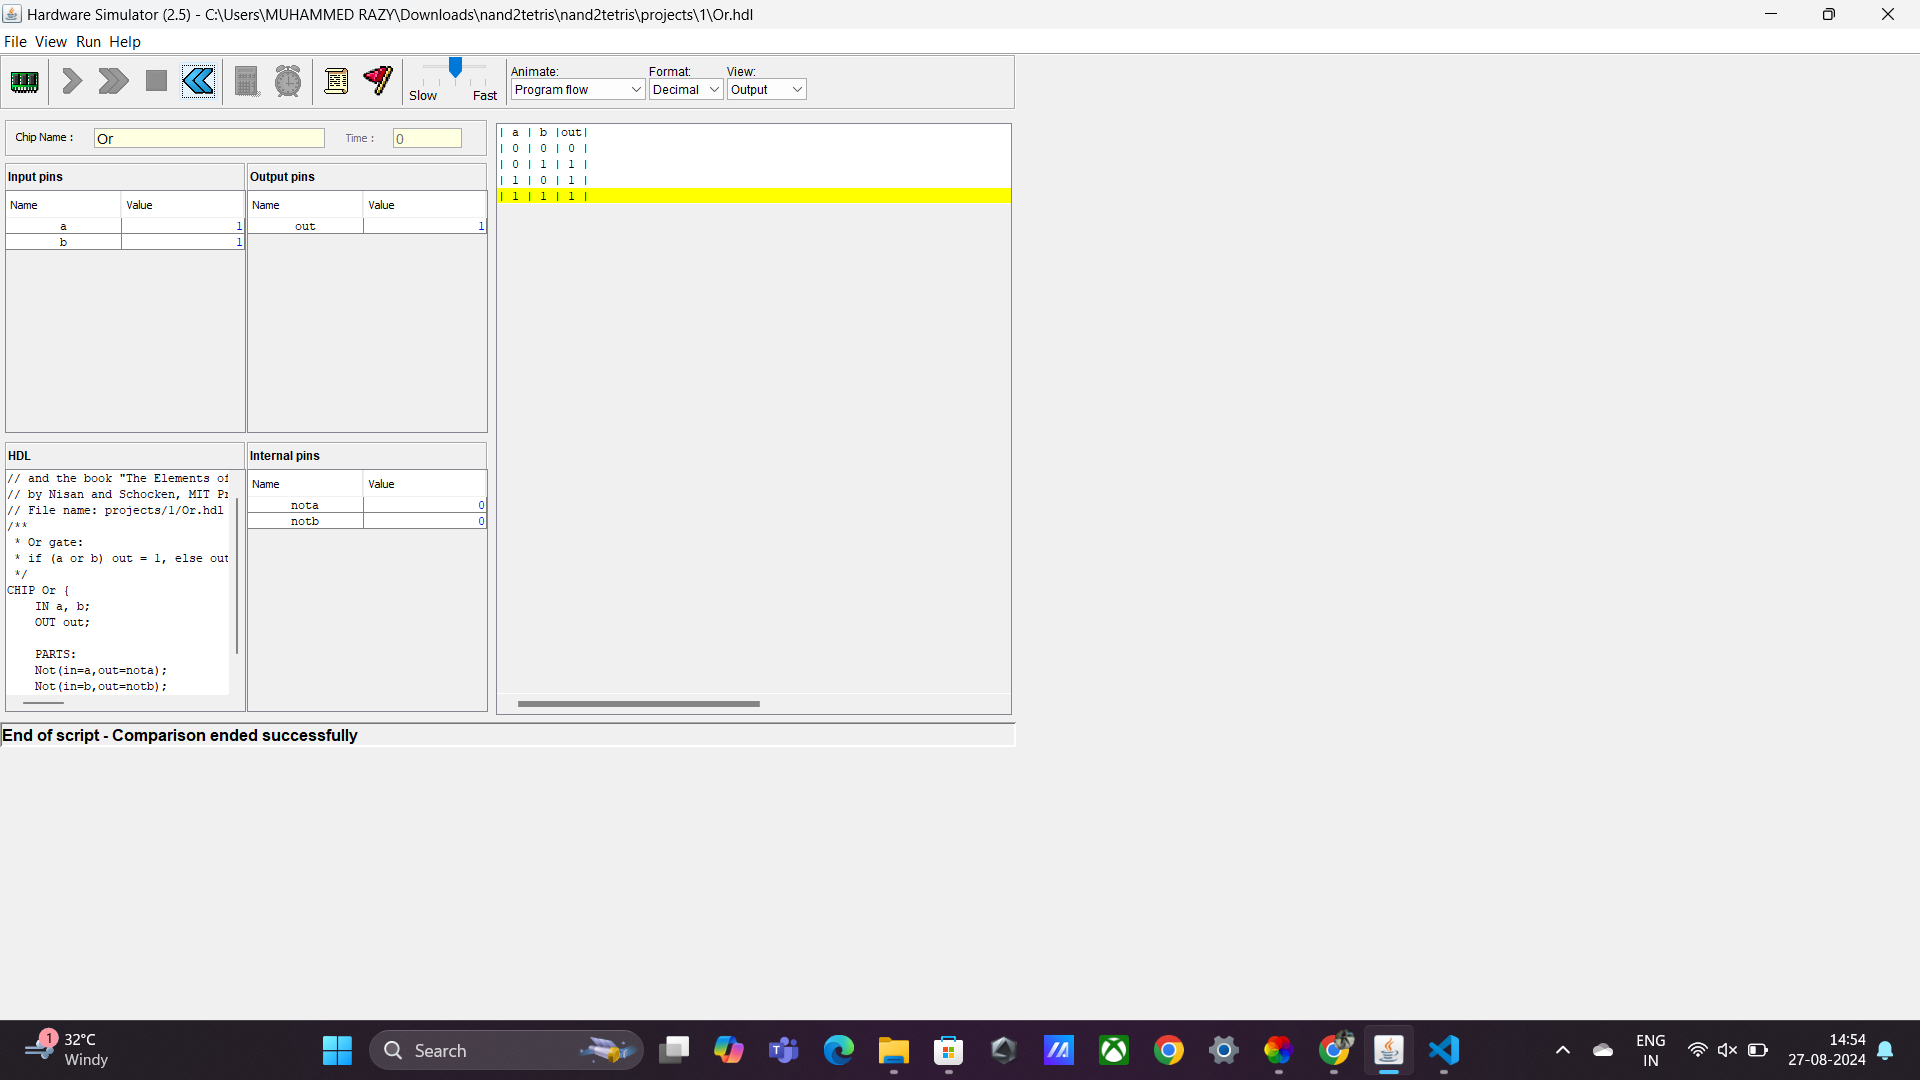 Hardware Simulator (2.5) - C:\Users\MUHAMMED RAZY\Downloads\nand2tetris\nand2tetris\projects\1\Or.hdl
File View Run Help
Slow Fast
Animate: Format: View:
Program flow Decimal Output
Chip Name : Or Time : 0
Input pins
Name Value
a 1
b 1
Output pins
Name Value
out 1
| a | b |out|
| 0 | 0 | 0 |
| 0 | 1 | 1 |
| 1 | 0 | 1 |
| 1 | 1 | 1 |
HDL
// and the book "The Elements of
// by Nisan and Schocken, MIT Pr
// File name: projects/1/Or.hdl
/**
* Or gate:
* if (a or b) out = 1, else out
*/
CHIP Or {
IN a, b;
OUT out;
PARTS:
Not(in=a,out=nota);
Not(in=b,out=notb);
Internal pins
Name Value
nota 0
notb 0
End of script - Comparison ended successfully
1
32°C
Windy
Search
ENG
IN
14:54
27-08-2024